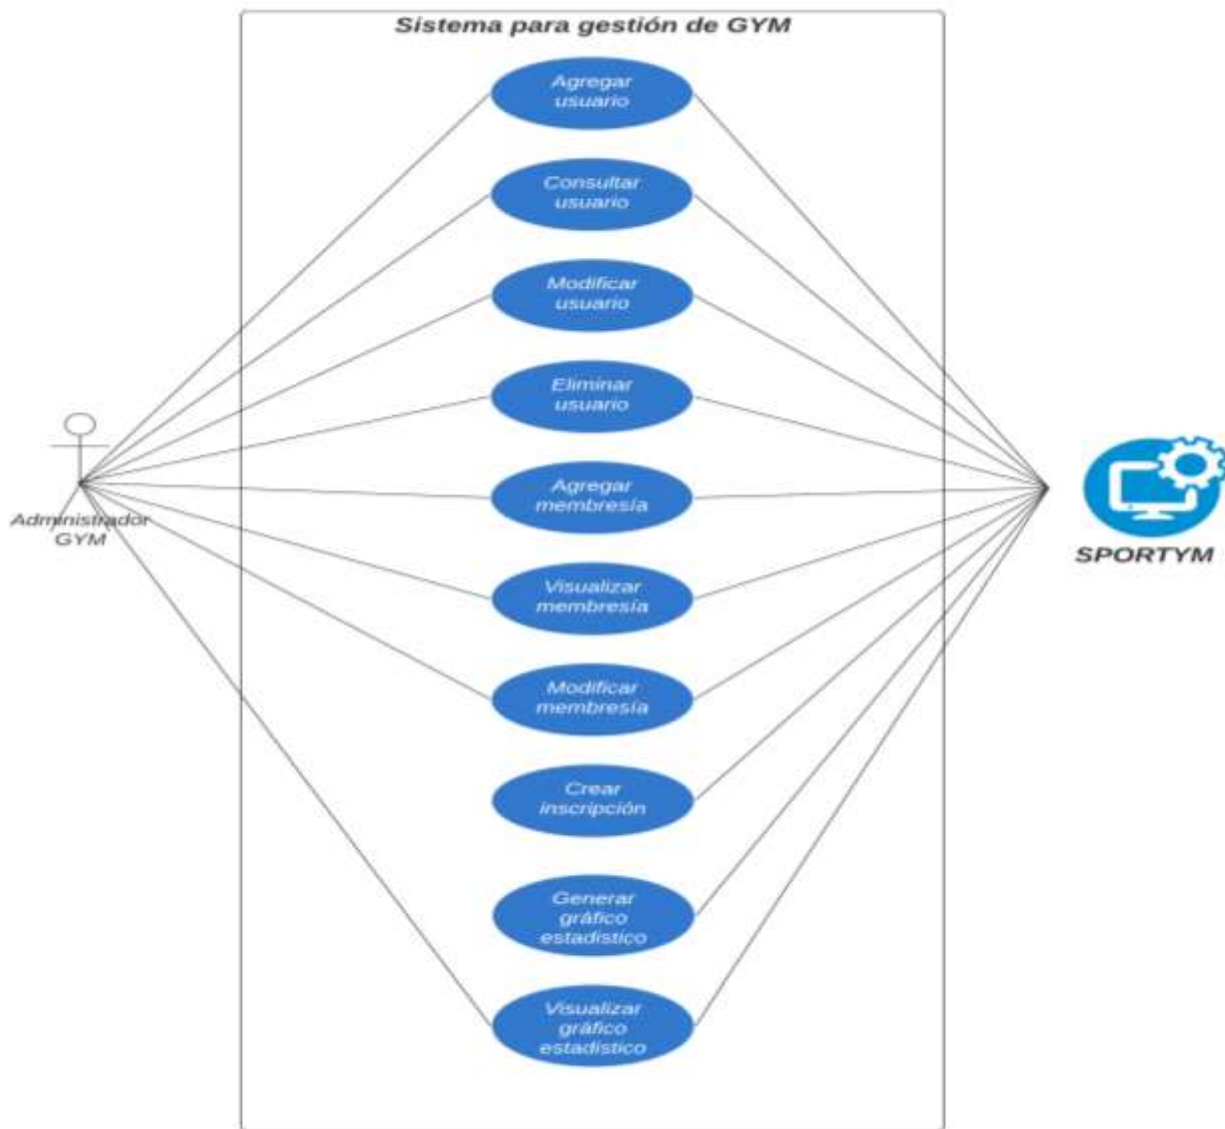 Sistema para gestión de GYM
Agregar
usuario
Consultar
usuario
Modificar
usuario
Eliminar
usuario
Administrador
GYM
Agregar
membresía
SPORTYM
Visualizar
membresía
Modificar
membresía
Crear
inscripción
Generar
gráfico
estadístico
Visualizar
gráfico
estadístico